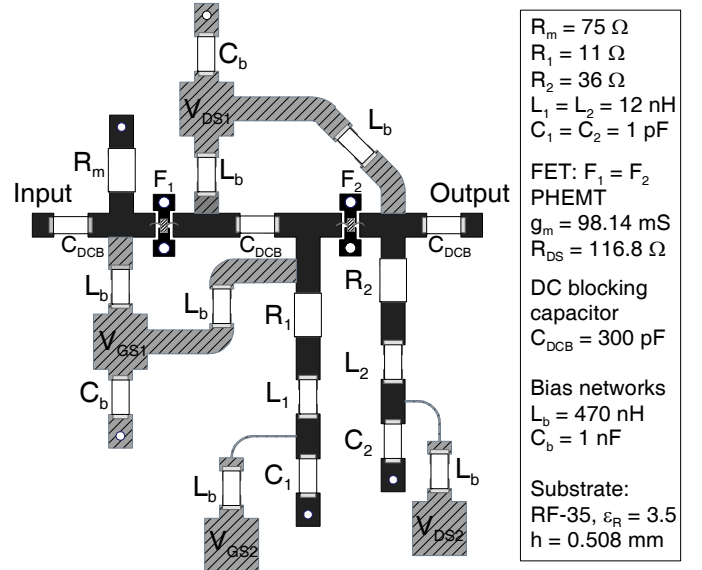 C_b
V_DS1
L_b
R_m
L_b
F_1
F_2
Input
Output
C_DCB
C_DCB
C_DCB
L_b
L_b
R_1
R_2
V_GS1
C_b
L_1
L_2
C_1
C_2
L_b
L_b
V_GS2
V_DS2
R_m = 75 Ω
R_1 = 11 Ω
R_2 = 36 Ω
L_1 = L_2 = 12 nH
C_1 = C_2 = 1 pF
FET: F_1 = F_2
PHEMT
g_m = 98.14 mS
R_DS = 116.8 Ω
DC blocking
capacitor
C_DCB = 300 pF
Bias networks
L_b = 470 nH
C_b = 1 nF
Substrate:
RF-35, ε_R = 3.5
h = 0.508 mm